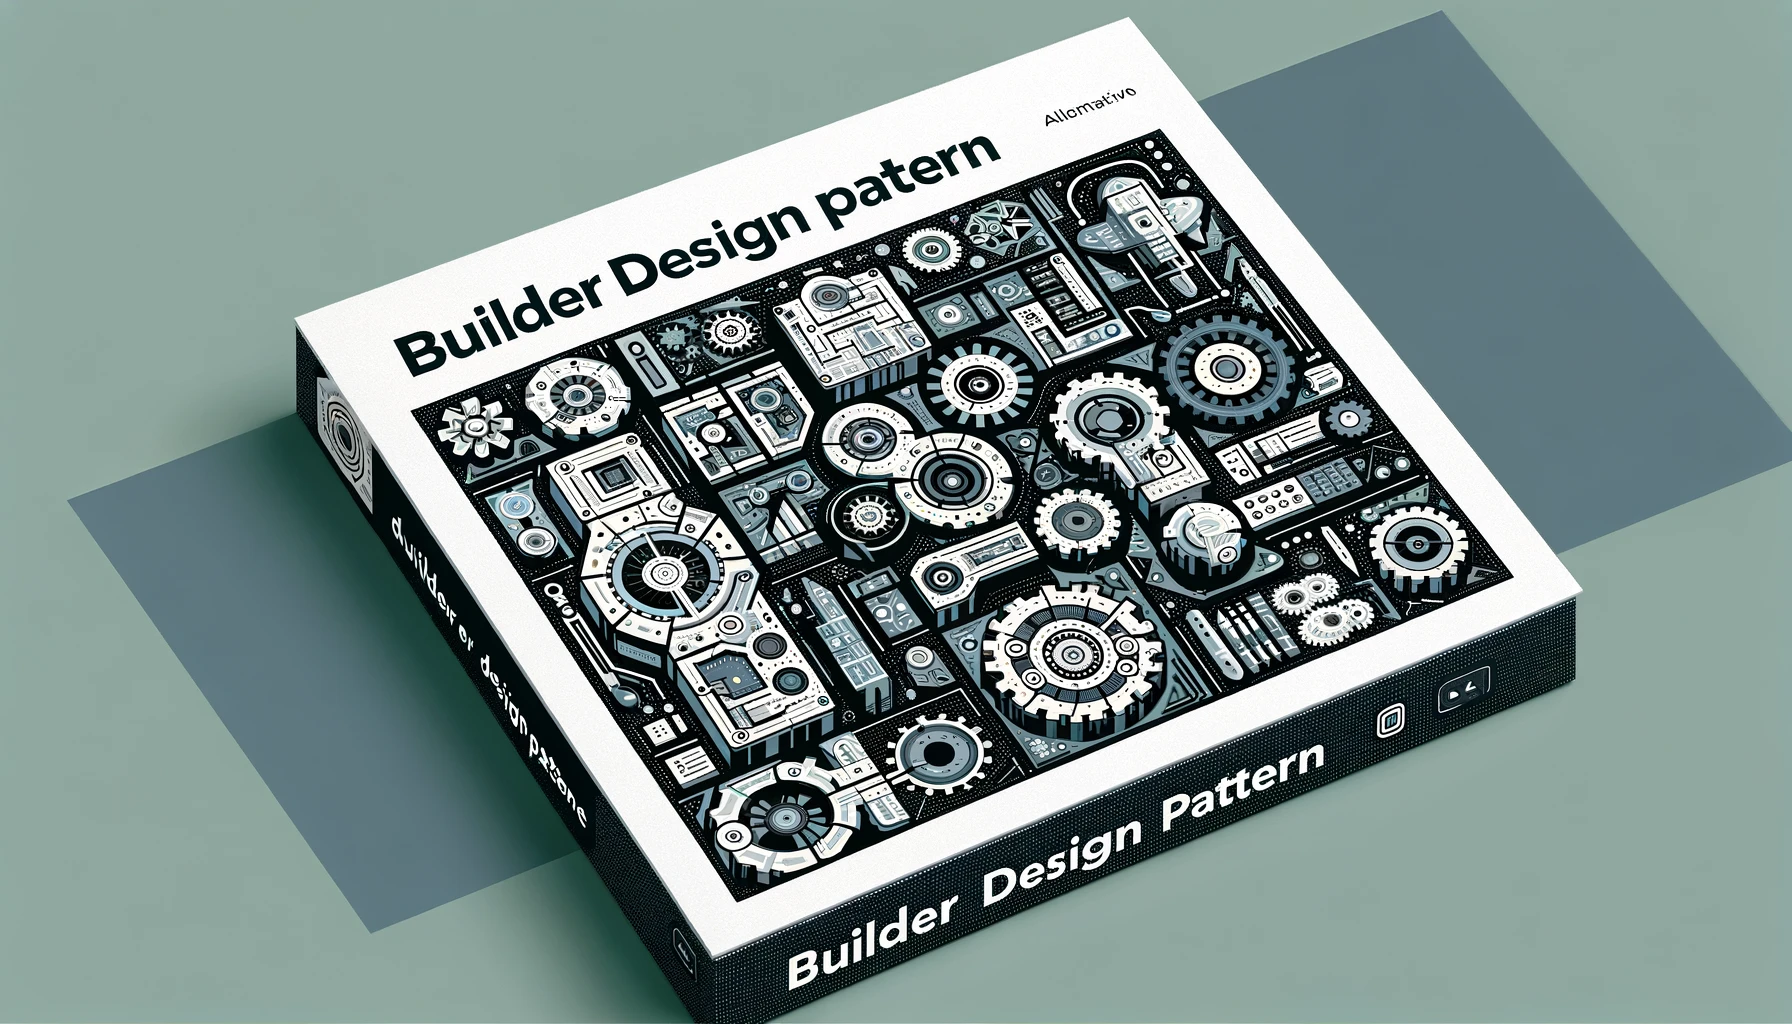 Allomativo
Builder Design patern
Builder Design Pattern